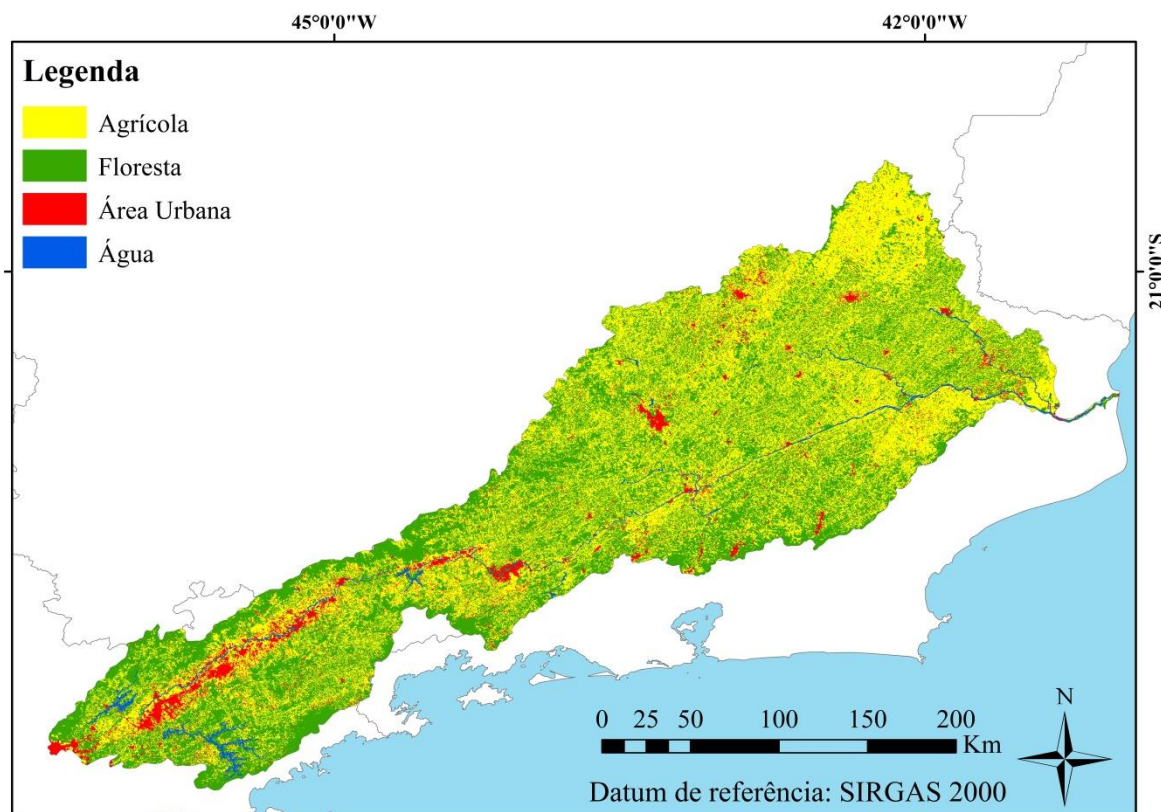 45°0'0"W
42°0'0"W
Legenda
Agrícola
Floresta
Área Urbana
Água
21°0'0"S
N
0 25 50 100 150 200
Km
Datum de referência: SIRGAS 2000